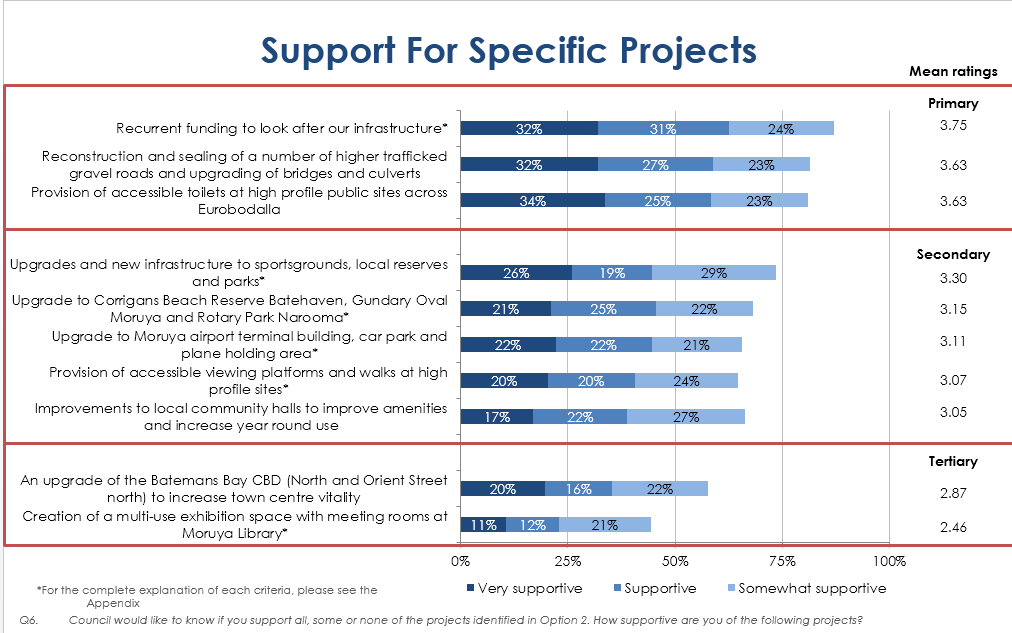 Support For Specific Projects
Mean ratings
Primary
Recurrent funding to look after our infrastructure*
32% 31% 24% 3.75
Reconstruction and sealing of a number of higher trafficked
gravel roads and upgrading of bridges and culverts
32% 27% 23% 3.63
Provision of accessible toilets at high profile public sites across
Eurobodalla
34% 25% 23% 3.63
Secondary
Upgrades and new infrastructure to sportsgrounds, local reserves
and parks*
26% 19% 29% 3.30
Upgrade to Corrigans Beach Reserve Batehaven, Gundary Oval
Moruya and Rotary Park Narooma*
21% 25% 22% 3.15
Upgrade to Moruya airport terminal building, car park and
plane holding area*
22% 22% 21% 3.11
Provision of accessible viewing platforms and walks at high
profile sites*
20% 20% 24% 3.07
Improvements to local community halls to improve amenities
and increase year round use
17% 22% 27% 3.05
Tertiary
An upgrade of the Batemans Bay CBD (North and Orient Street
north) to increase town centre vitality
20% 16% 22% 2.87
Creation of a multi-use exhibition space with meeting rooms at
Moruya Library*
11% 12% 21% 2.46
0% 25% 50% 75% 100%
Very supportive Supportive Somewhat supportive
*For the complete explanation of each criteria, please see the
Appendix
Q6. Council would like to know if you support all, some or none of the projects identified in Option 2. How supportive are you of the following projects?